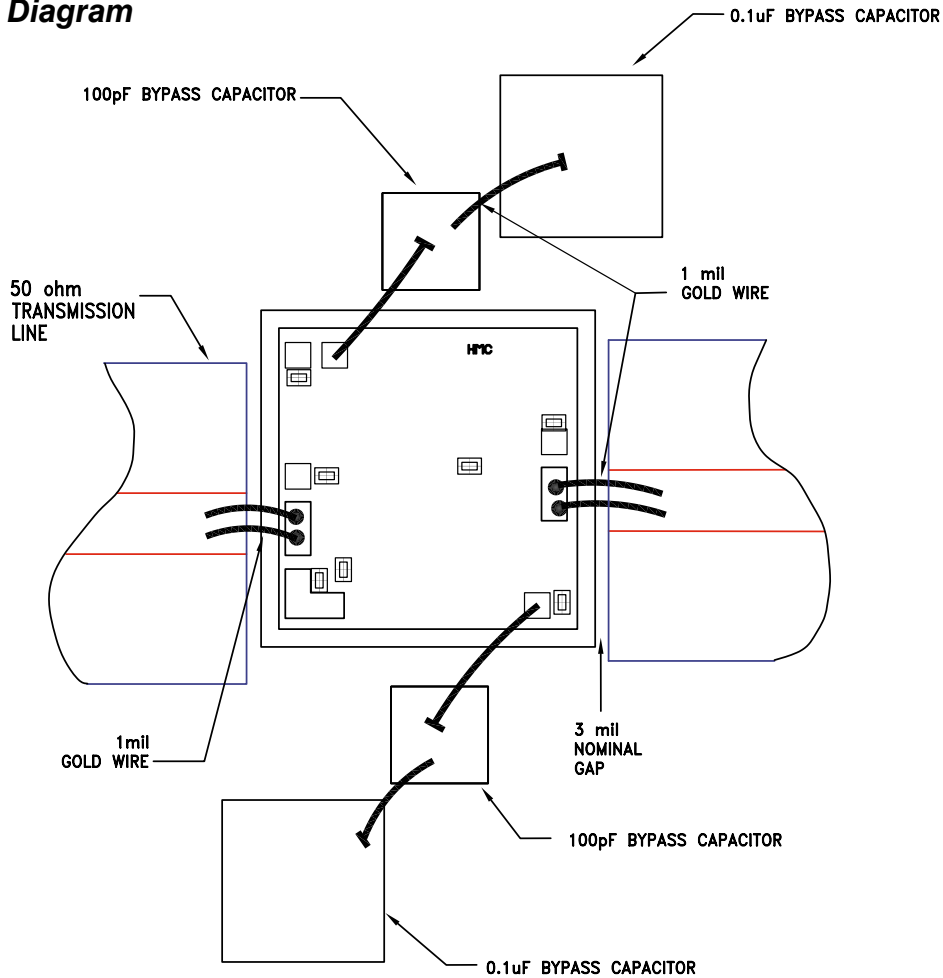 Diagram
0.1uF BYPASS CAPACITOR
100pF BYPASS CAPACITOR
50 ohm
TRANSMISSION
LINE
1 mil
GOLD WIRE
HMC
1mil
GOLD WIRE
3 mil
NOMINAL
GAP
100pF BYPASS CAPACITOR
0.1uF BYPASS CAPACITOR